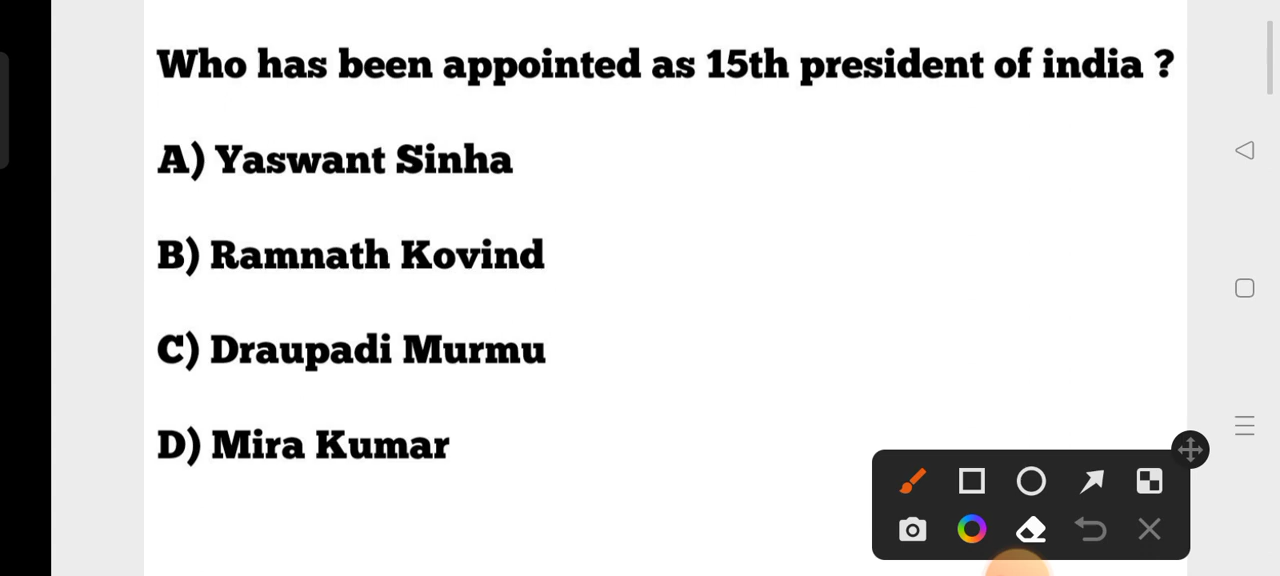 Who has been appointed as 15th president of india ?
A) Yaswant Sinha
B) Ramnath Kovind
C) Draupadi Murmu
D) Mira Kumar